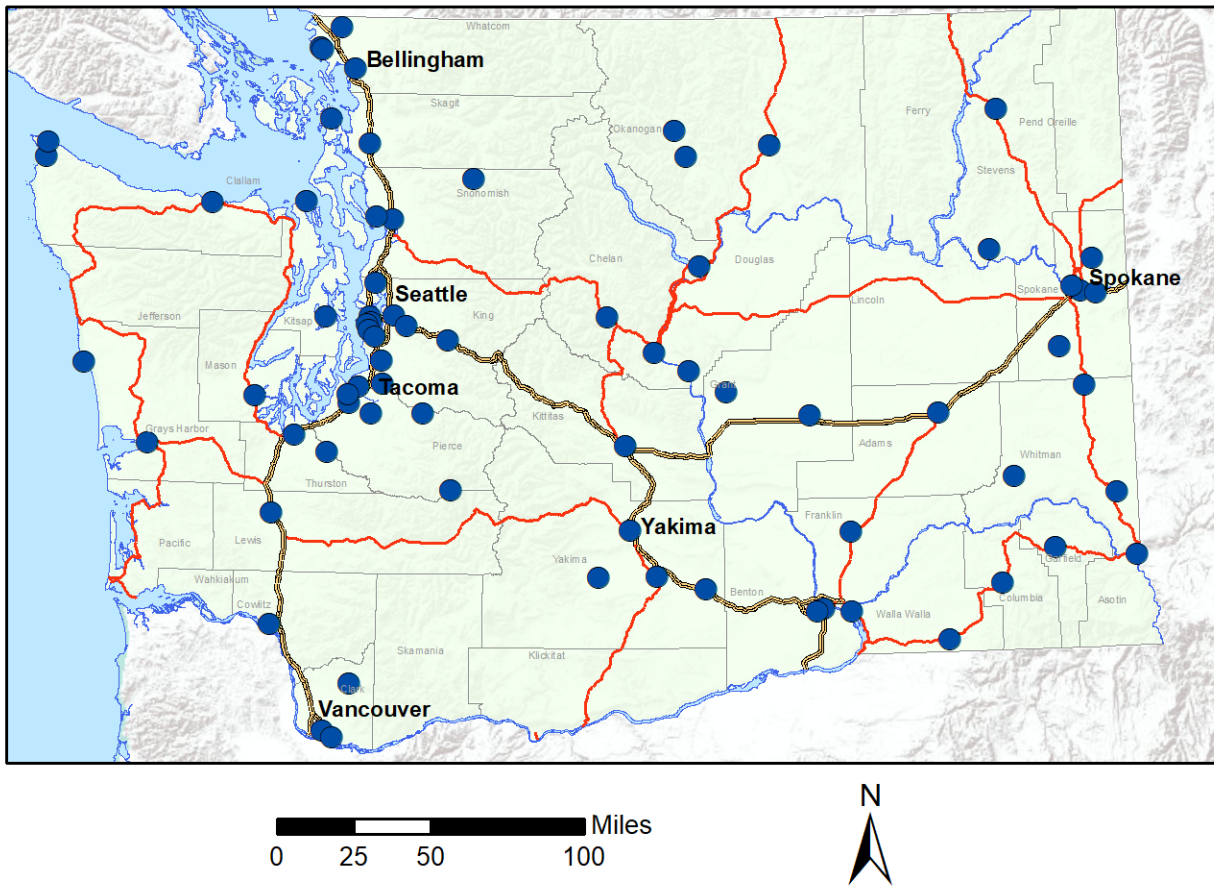 Whatcom
Bellingham
Skagit
Okanogan
Ferry
Pend Oreille
Stevens
Clallam
Snohomish
Chelan
Douglas
Spokane
Spokane
Lincoln
Seattle
King
Jefferson
Kitsap
Mason
Tacoma
Grant
Kittitas
Grays Harbor
Pierce
Adams
Whitman
Thurston
Franklin
Yakima
Pacific
Lewis
Yakima
Garfield
Wahkiakum
Benton
Columbia
Asotin
Cowlitz
Walla Walla
Skamania
Klickitat
Clark
Vancouver
N
Miles
0 25 50 100